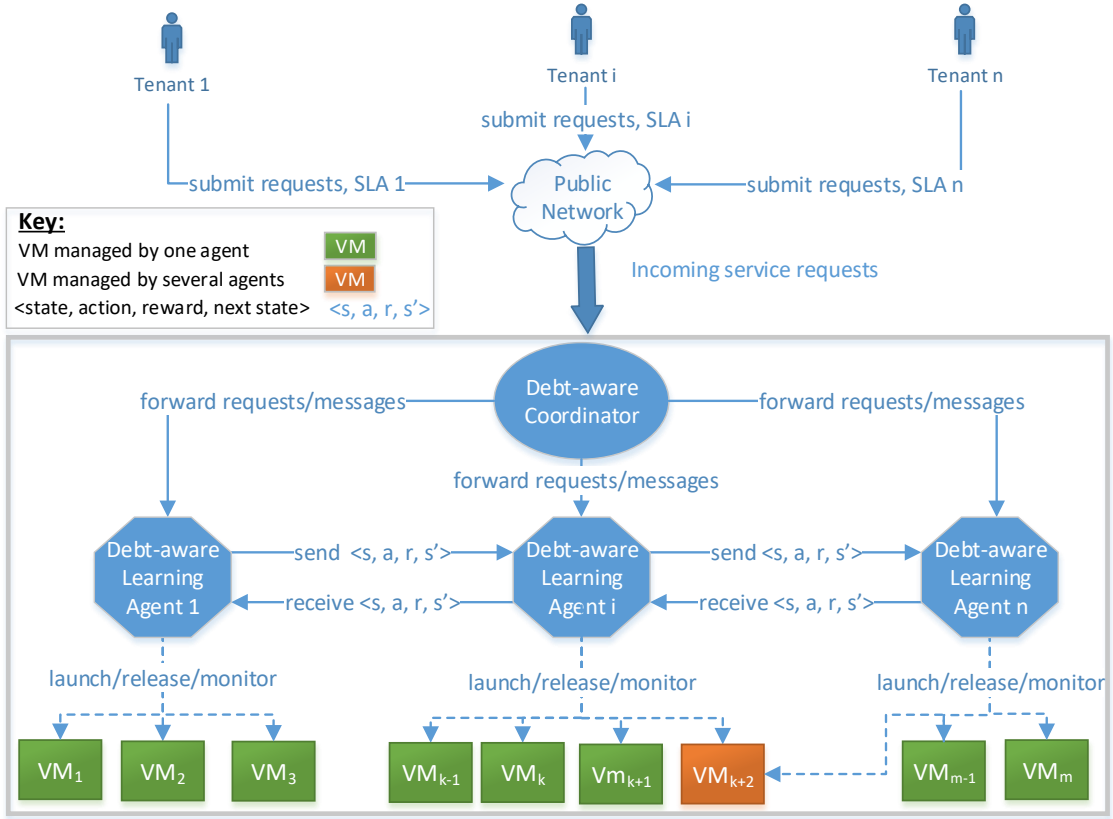 Tenant 1
Tenant i
Tenant n
submit requests, SLA i
submit requests, SLA 1
Public
Network
submit requests, SLA n
Key:
VM managed by one agent VM
VM managed by several agents VM
<state, action, reward, next state> <s, a, r, s’>
Incoming service requests
Debt-aware
Coordinator
forward requests/messages
forward requests/messages
forward requests/messages
Debt-aware
Learning
Agent 1
send <s, a, r, s’>
receive <s, a, r, s’>
Debt-aware
Learning
Agent i
send <s, a, r, s’>
receive <s, a, r, s’>
Debt-aware
Learning
Agent n
launch/release/monitor
launch/release/monitor
launch/release/monitor
VM1
VM2
VM3
VMk-1
VMk
Vmk+1
VMk+2
VMm-1
VMm